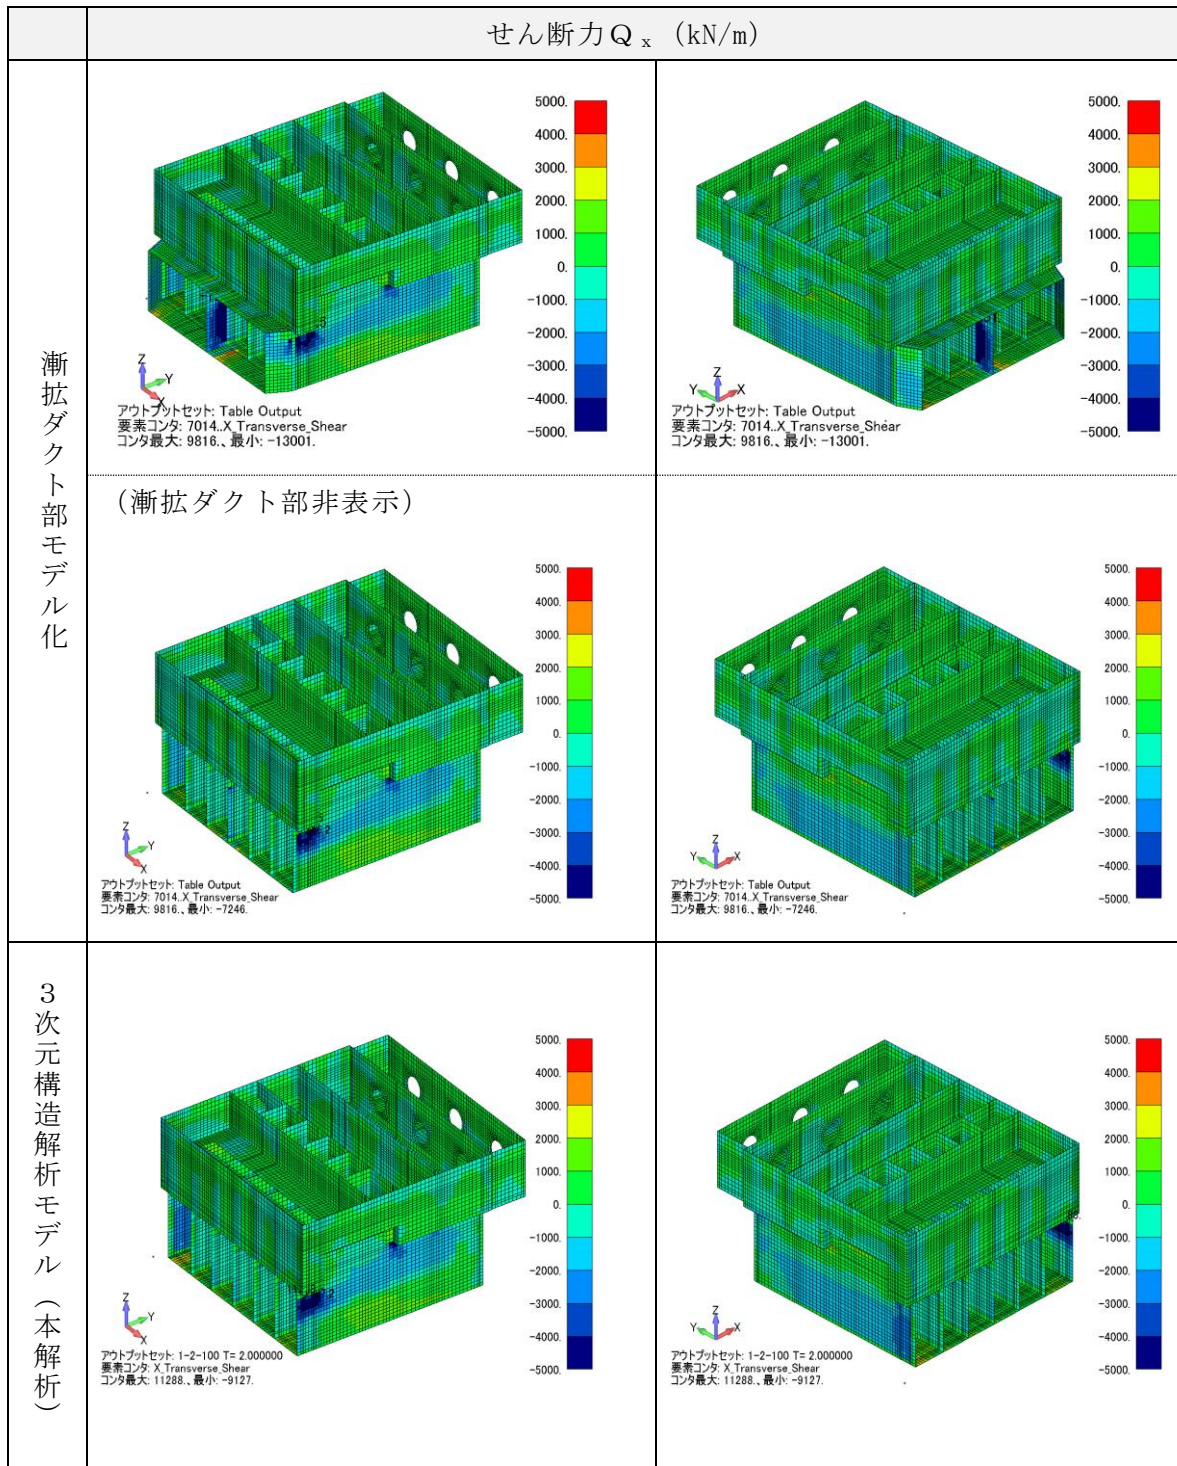 せん断力Ｑｘ (kN/m)
漸拡ダクト部モデル化
5000.
4000.
3000.
2000.
1000.
0.
-1000.
-2000.
-3000.
-4000.
-5000.
Z
Y
X
アウトプットセット: Table Output
要素コンタ: 7014..X_Transverse_Shear
コンタ最大: 9816.、最小: -13001.
5000.
4000.
3000.
2000.
1000.
0.
-1000.
-2000.
-3000.
-4000.
-5000.
Z
Y
X
アウトプットセット: Table Output
要素コンタ: 7014..X_Transverse_Shear
コンタ最大: 9816.、最小: -13001.
（漸拡ダクト部非表示）
5000.
4000.
3000.
2000.
1000.
0.
-1000.
-2000.
-3000.
-4000.
-5000.
Z
Y
X
アウトプットセット: Table Output
要素コンタ: 7014..X_Transverse_Shear
コンタ最大: 9816.、最小: -7246.
5000.
4000.
3000.
2000.
1000.
0.
-1000.
-2000.
-3000.
-4000.
-5000.
Z
Y
X
アウトプットセット: Table Output
要素コンタ: 7014..X_Transverse_Shear
コンタ最大: 9816.、最小: -7246.
３次元構造解析モデル（本解析）
5000.
4000.
3000.
2000.
1000.
0.
-1000.
-2000.
-3000.
-4000.
-5000.
Z
Y
X
アウトプットセット: 1-2-100 T= 2.000000
要素コンタ: X_Transverse_Shear
コンタ最大: 11288.、最小: -9127.
5000.
4000.
3000.
2000.
1000.
0.
-1000.
-2000.
-3000.
-4000.
-5000.
Z
Y
X
アウトプットセット: 1-2-100 T= 2.000000
要素コンタ: X_Transverse_Shear
コンタ最大: 11288.、最小: -9127.